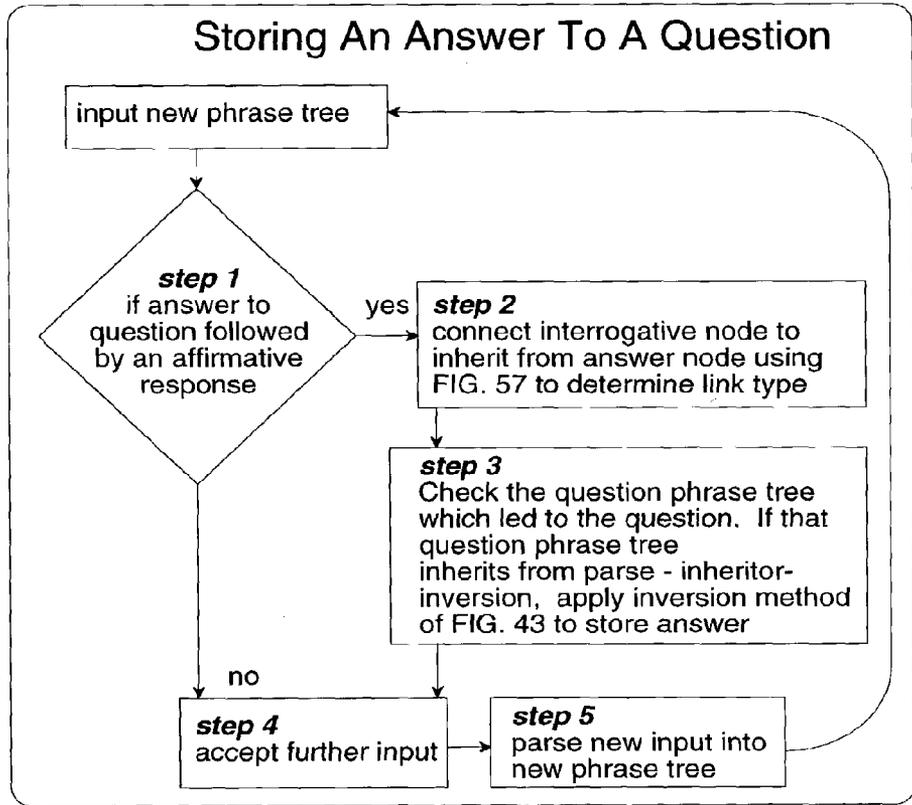 Storing An Answer To A Question
input new phrase tree
step 1
if answer to
question followed
by an affirmative
response
yes
step 2
connect interrogative node to
inherit from answer node using
FIG. 57 to determine link type
step 3
Check the question phrase tree
which led to the question. If that
question phrase tree
inherits from parse - inheritor-
inversion, apply inversion method
of FIG. 43 to store answer
no
step 4
accept further input
step 5
parse new input into
new phrase tree